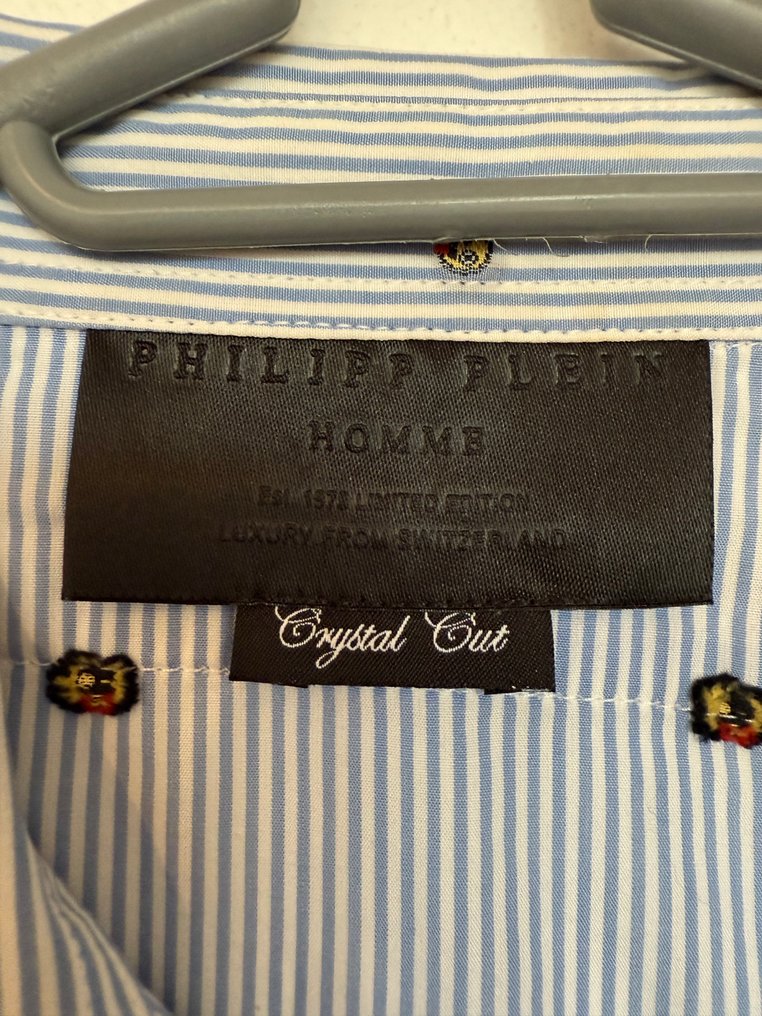 PHILIPP PLEIN
HOMME
Est. 1978 LIMITED EDITION
LUXURY FROM SWITZERLAND
Crystal Cut